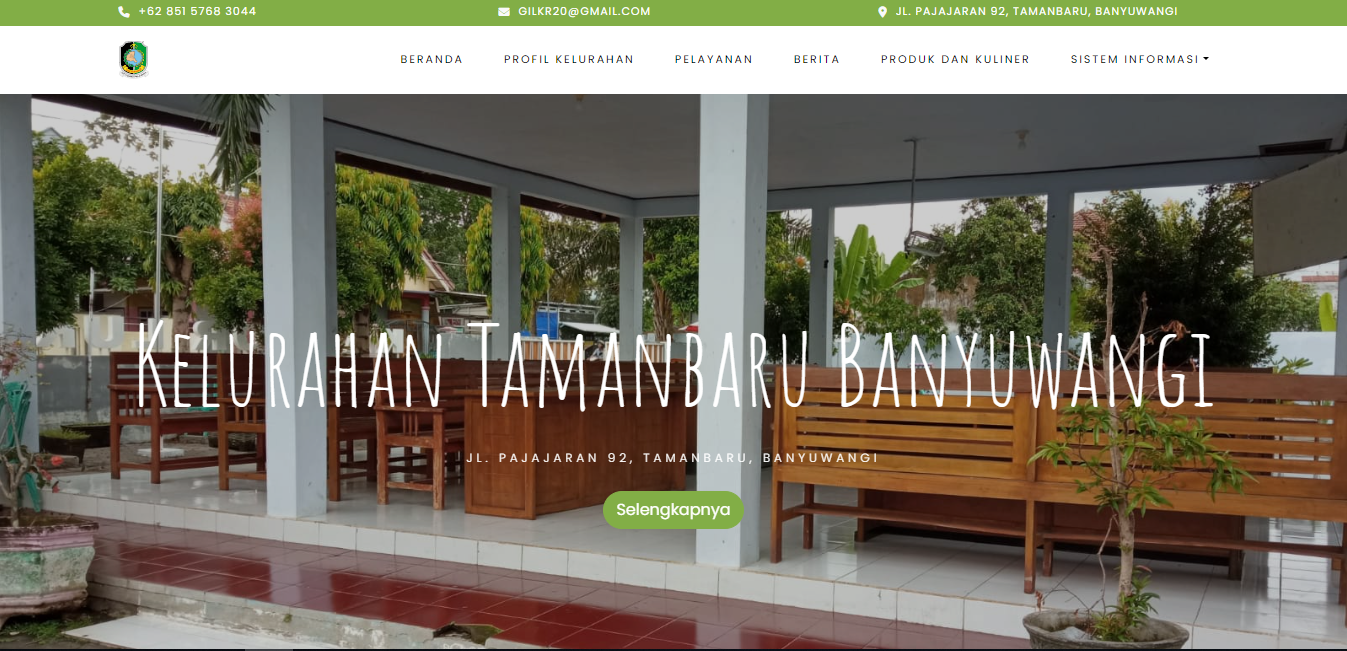 +62 851 5768 3044
GILKR20@GMAIL.COM
JL. PAJAJARAN 92, TAMANBARU, BANYUWANGI
BERANDA
PROFIL KELURAHAN
PELAYANAN
BERITA
PRODUK DAN KULINER
SISTEM INFORMASI
KELURAHAN TAMANBARU BANYUWANGI
JL. PAJAJARAN 92, TAMANBARU, BANYUWANGI
Selengkapnya